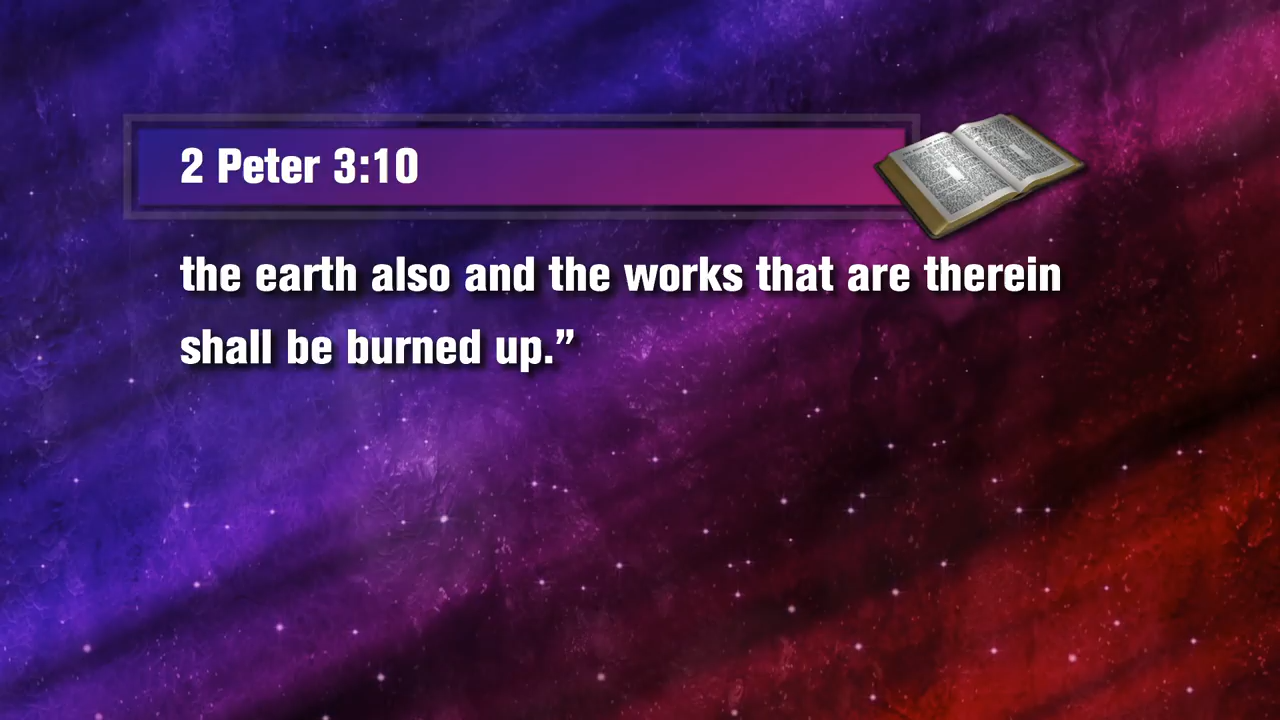 2 Peter 3:10
the earth also and the works that are therein
shall be burned up.”